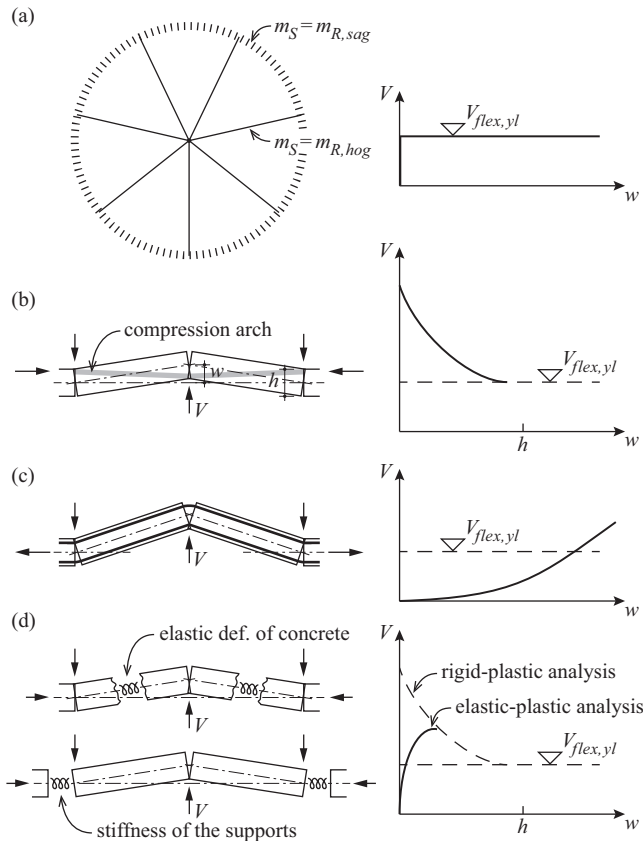 (a)
m_S = m_R,sag
m_S = m_R,hog
V
V_flex,yl
w
(b)
compression arch
w
h
V
V
V_flex,yl
h
w
(c)
V
V
V_flex,yl
w
(d)
elastic def. of concrete
V
V
stiffness of the supports
V
rigid-plastic analysis
elastic-plastic analysis
V_flex,yl
h
w